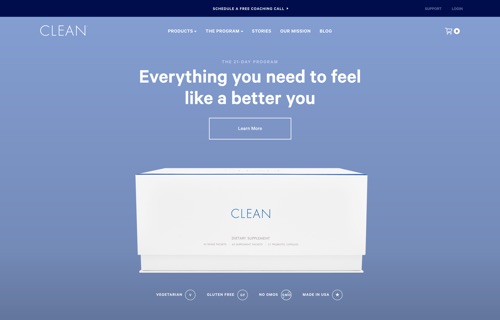 SCHEDULE A FREE COACHING CALL
SUPPORT LOGIN
CLEAN
PRODUCTS THE PROGRAM STORIES OUR MISSION BLOG
THE 21-DAY PROGRAM
Everything you need to feel
like a better you
Learn More
CLEAN
DIETARY SUPPLEMENT
VEGETARIAN V GLUTEN FREE GF NO GMOS GMO MADE IN USA